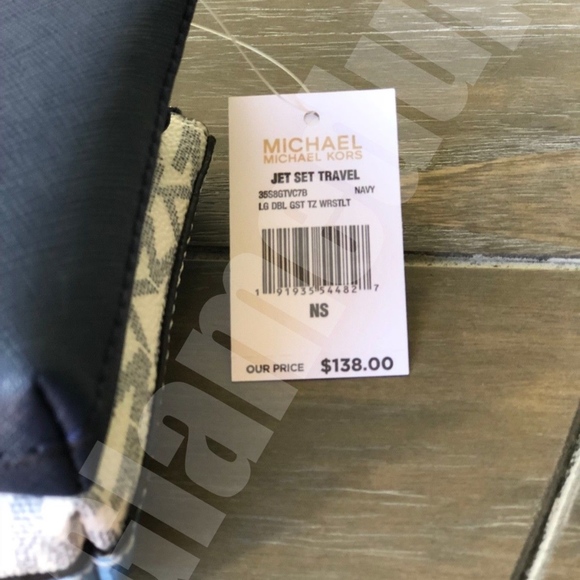 MICHAEL
MICHAEL KORS
JET SET TRAVEL
35S8GTVC7B NAVY
LG DBL GST TZ WRSTLT
1 91935 54482 7
NS
OUR PRICE $138.00